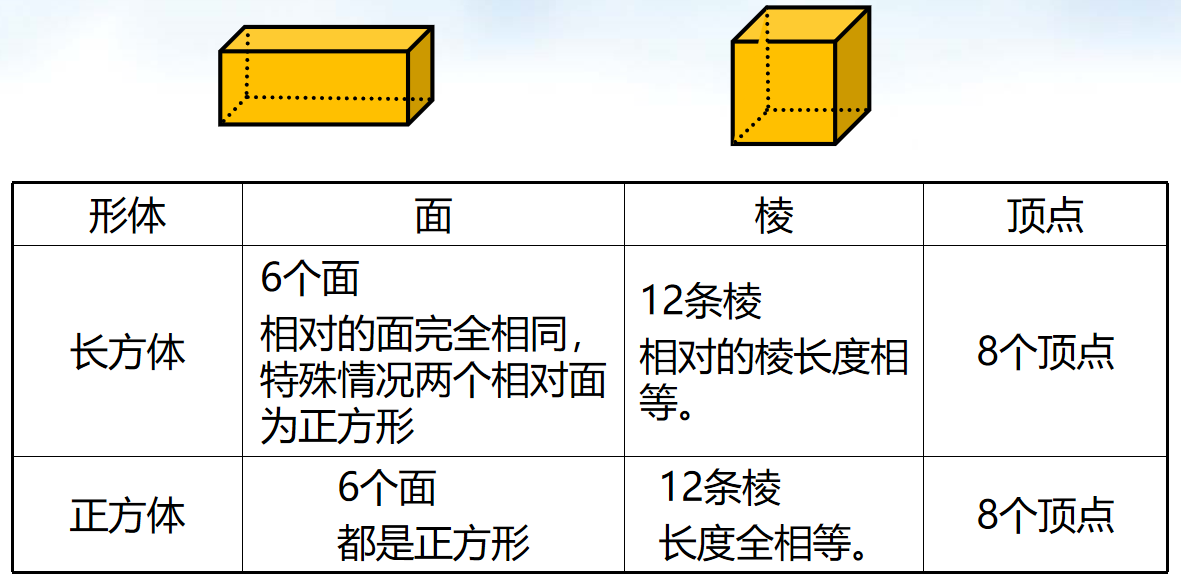 形体 面 棱 顶点
6个面
相对的面完全相同，
特殊情况两个相对面
为正方形
12条棱
相对的棱长度相
等。
长方体
8个顶点
6个面
都是正方形
12条棱
长度全相等。
正方体
8个顶点